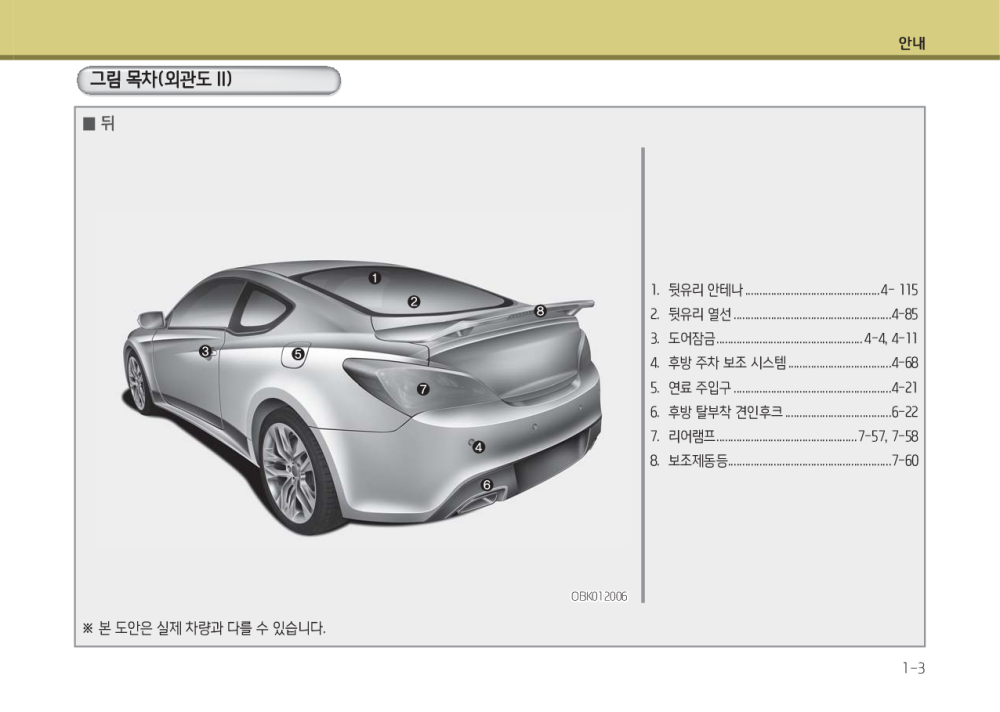 안내
그림 목차(외관도 II)
■ 뒤
1
2
8
3
5
7
4
6
1. 뒷유리 안테나 ............................................... 4- 115
2. 뒷유리 열선 ....................................................... 4-85
3. 도어잠금 ................................................... 4-4, 4-11
4. 후방 주차 보조 시스템 .................................... 4-68
5. 연료 주입구 ....................................................... 4-21
6. 후방 탈부착 견인후크 ..................................... 6-22
7. 리어램프 ................................................. 7-57, 7-58
8. 보조제동등 ......................................................... 7-60
OBK012006
※ 본 도안은 실제 차량과 다를 수 있습니다.
1-3